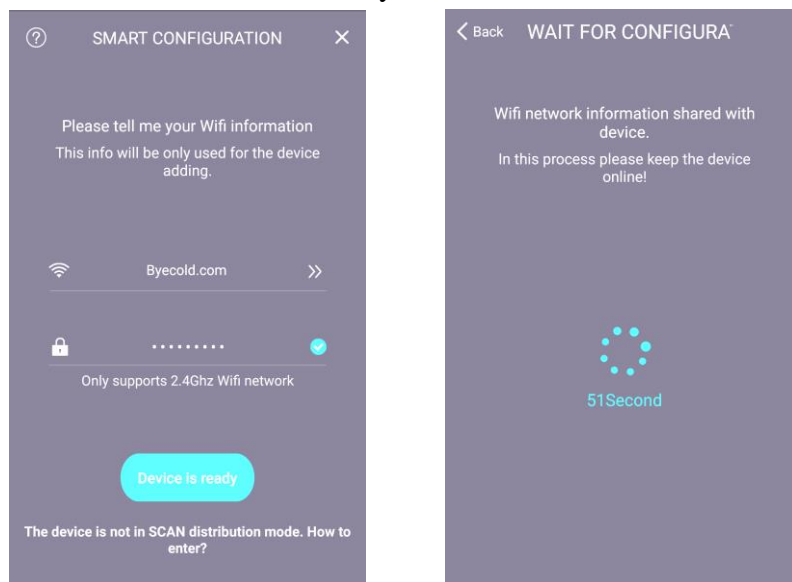 SMART CONFIGURATION
Please tell me your Wifi information
This info will be only used for the device
adding.
Byecold.com
Only supports 2.4Ghz Wifi network
Device is ready
The device is not in SCAN distribution mode. How to
enter?
Back WAIT FOR CONFIGURA
Wifi network information shared with
device.
In this process please keep the device
online!
51Second